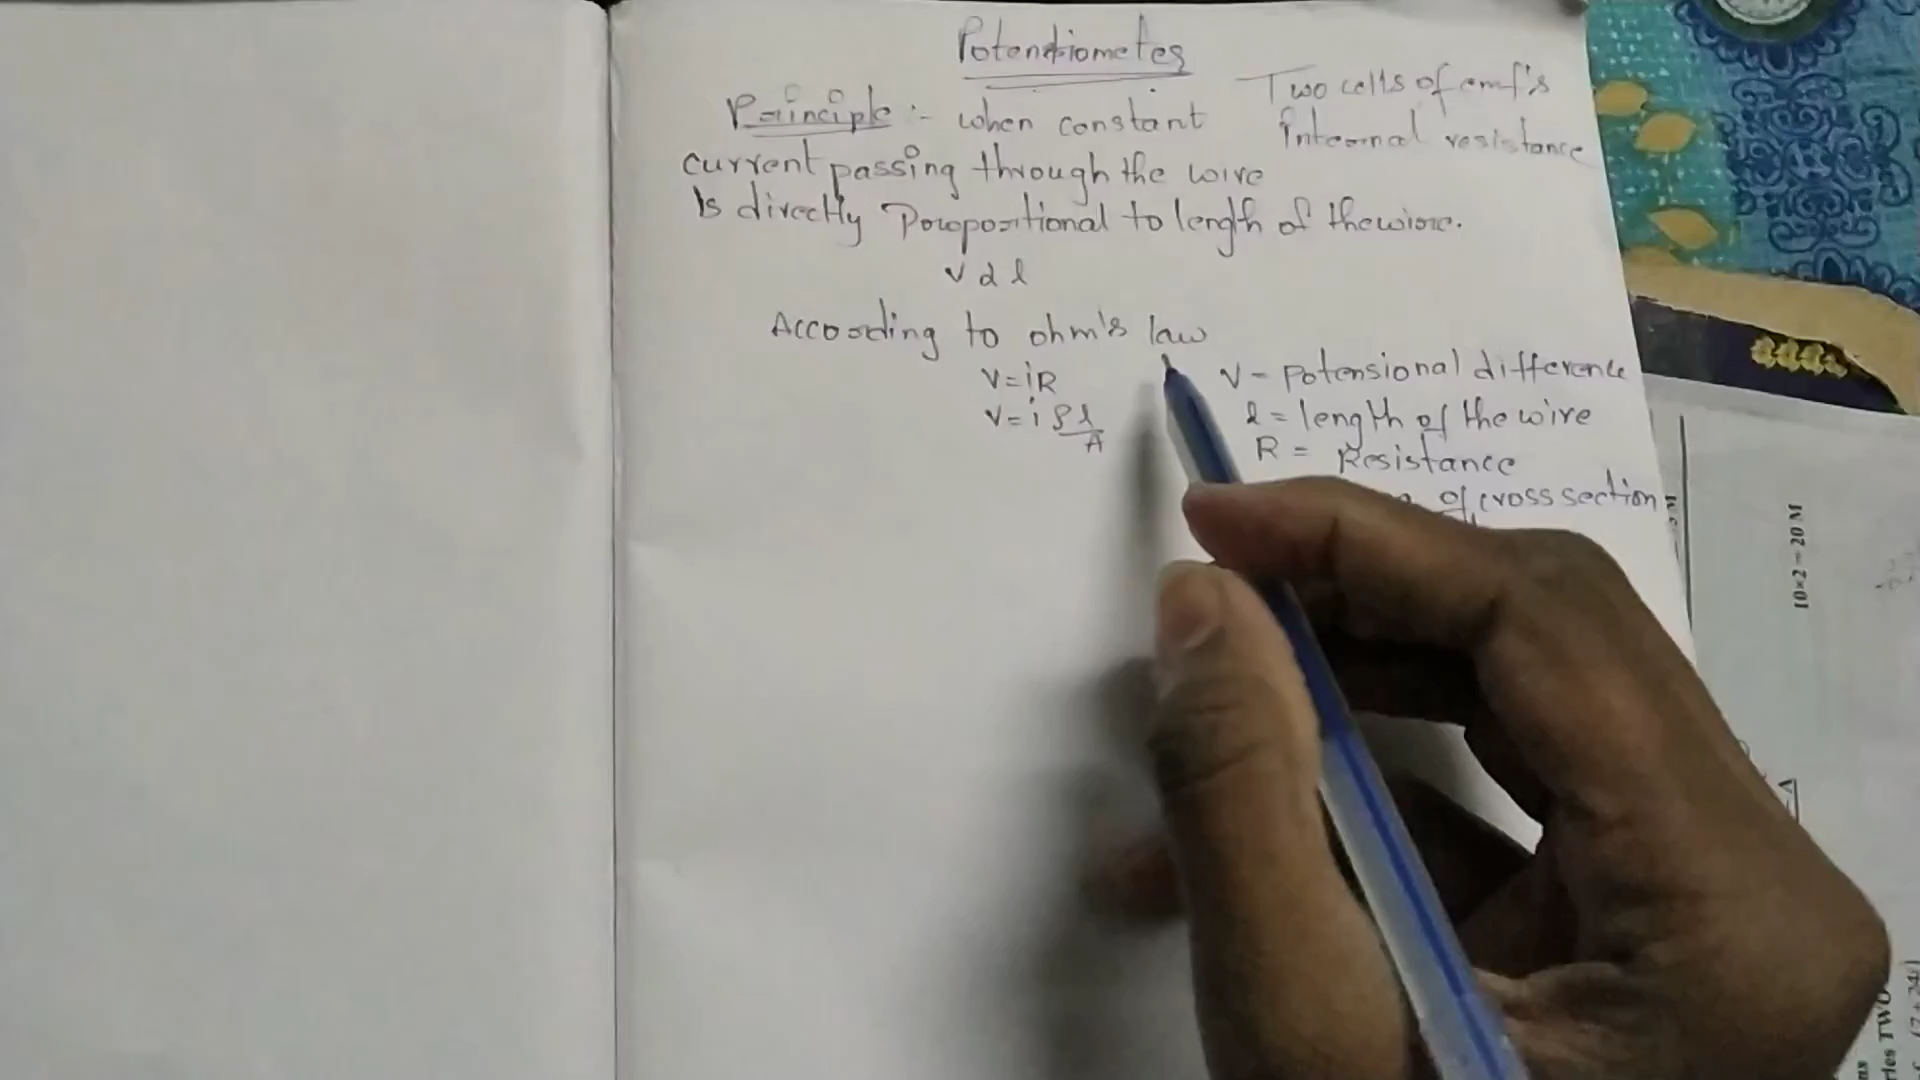 Potentiometer
Principle :- when constant
current passing through the wire
Is directly Proportional to length of the wire.
V α l
Two cells of emf's
internal resistance
According to ohm's law
V = iR
V = i ρl/A
V - potensional difference
l = length of the wire
R = Resistance
of cross section
10×2=20 M